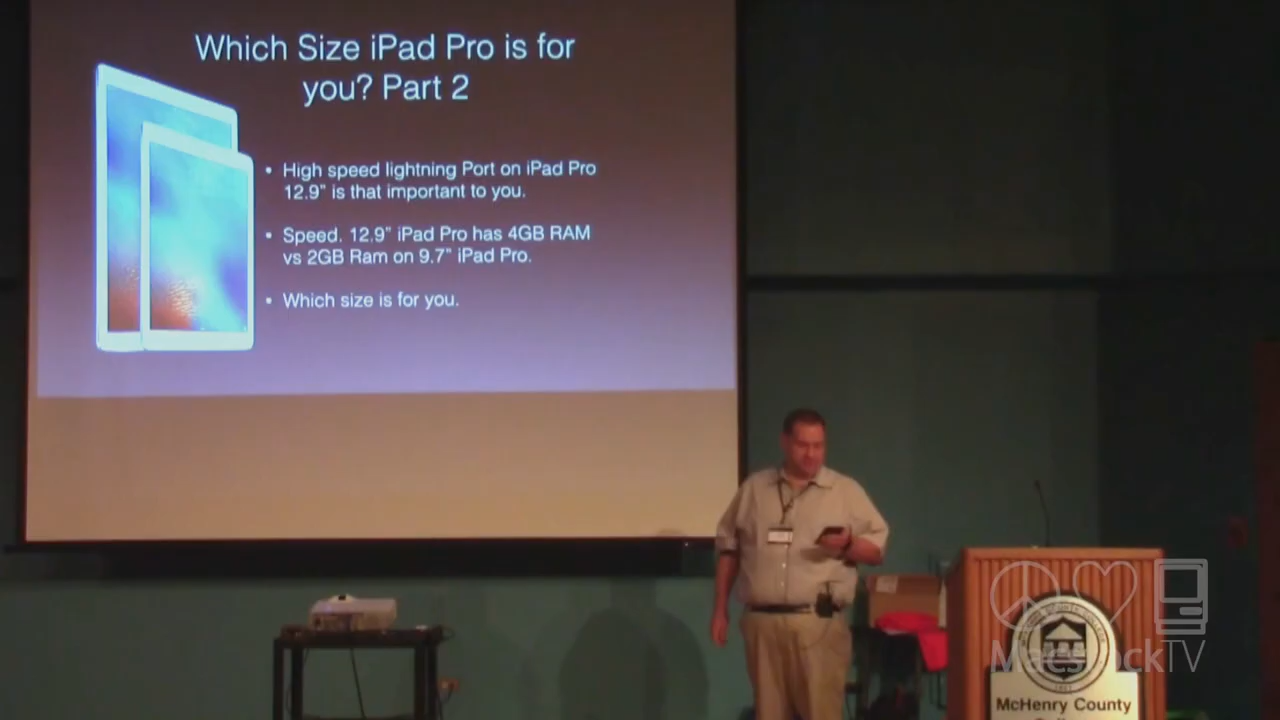 Which Size iPad Pro is for
you? Part 2
• High speed lightning Port on iPad Pro
12.9" is that important to you.
• Speed. 12.9" iPad Pro has 4GB RAM
vs 2GB Ram on 9.7" iPad Pro.
• Which size is for you.
MacstockTV
McHenry County